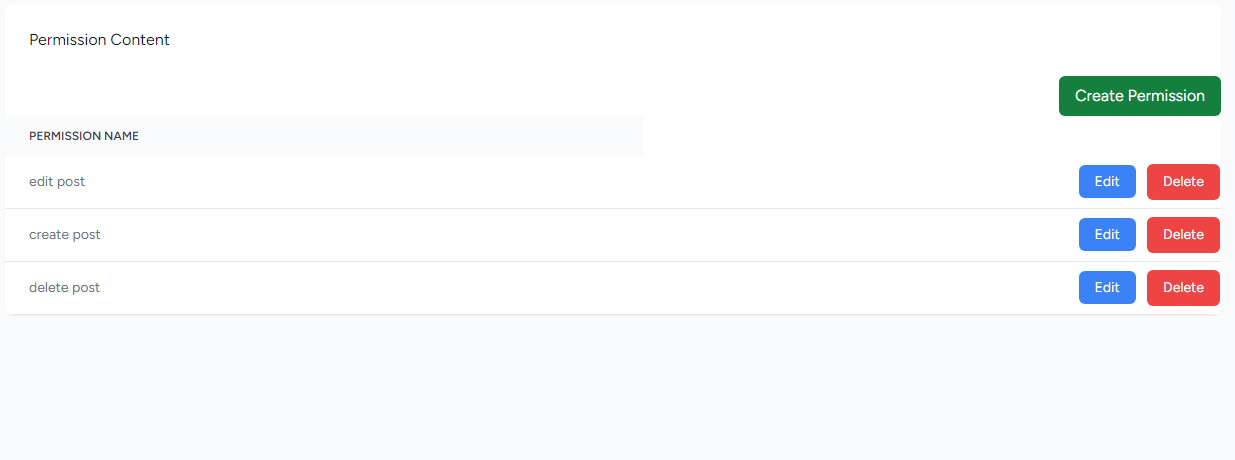 Permission Content
Create Permission
PERMISSION NAME
edit post Edit Delete
create post Edit Delete
delete post Edit Delete